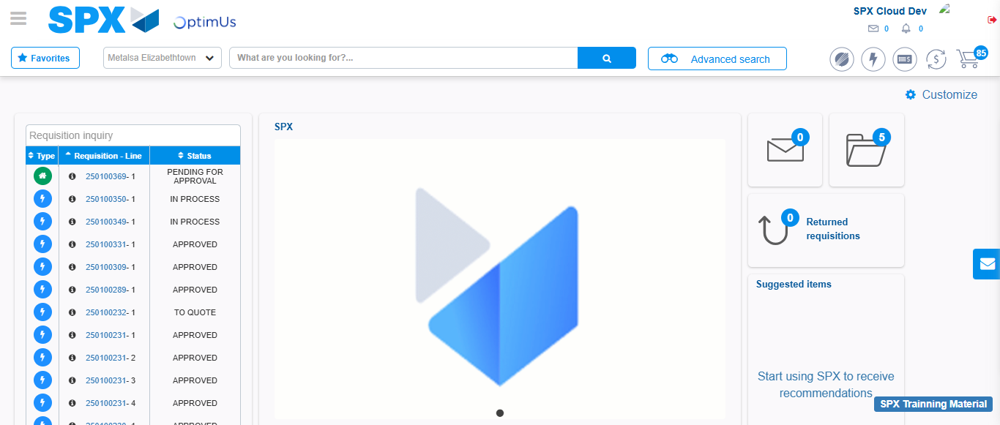 SPX
OptimUs
SPX Cloud Dev
0
0
Favorites
Metalsa Elizabethtown
What are you looking for?...
Advanced search
$
$
85
Customize
Requisition inquiry
Type
Requisition - Line
Status
250100369- 1
PENDING FOR
APPROVAL
250100350- 1
IN PROCESS
250100349- 1
IN PROCESS
250100331- 1
APPROVED
250100309- 1
APPROVED
250100289- 1
APPROVED
250100232- 1
TO QUOTE
250100231- 1
APPROVED
250100231- 2
APPROVED
250100231- 3
APPROVED
250100231- 4
APPROVED
SPX
0
5
0
Returned
requisitions
Suggested items
Start using SPX to receive
recommendations
SPX Trainning Material